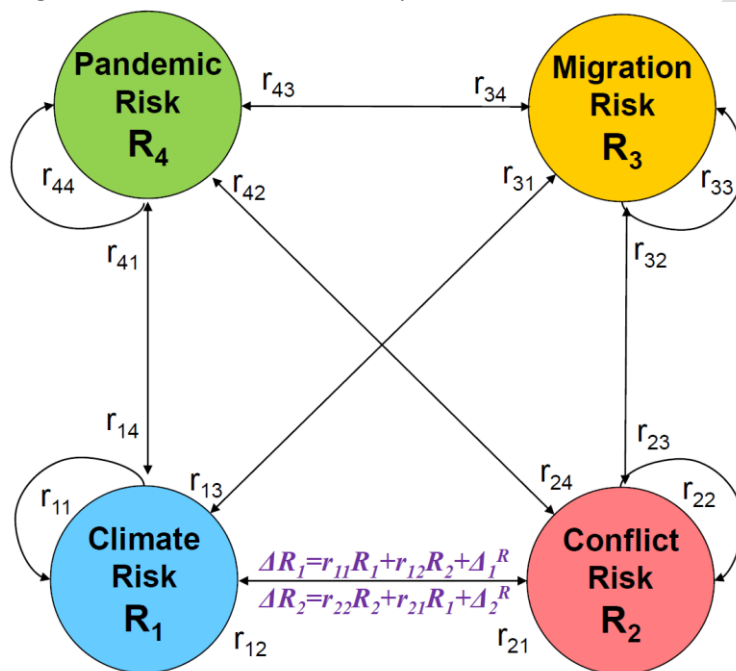 Pandemic
Risk
R₄
Migration
Risk
R₃
r₄₃
r₃₄
r₄₄
r₄₂
r₃₁
r₃₃
r₄₁
r₃₂
r₁₄
r₂₃
r₁₃
r₂₄
r₁₁
r₂₂
Climate
Risk
R₁
ΔR₁=r₁₁R₁+r₁₂R₂+Δ₁ᴿ
ΔR₂=r₂₂R₂+r₂₁R₁+Δ₂ᴿ
Conflict
Risk
R₂
r₁₂
r₂₁